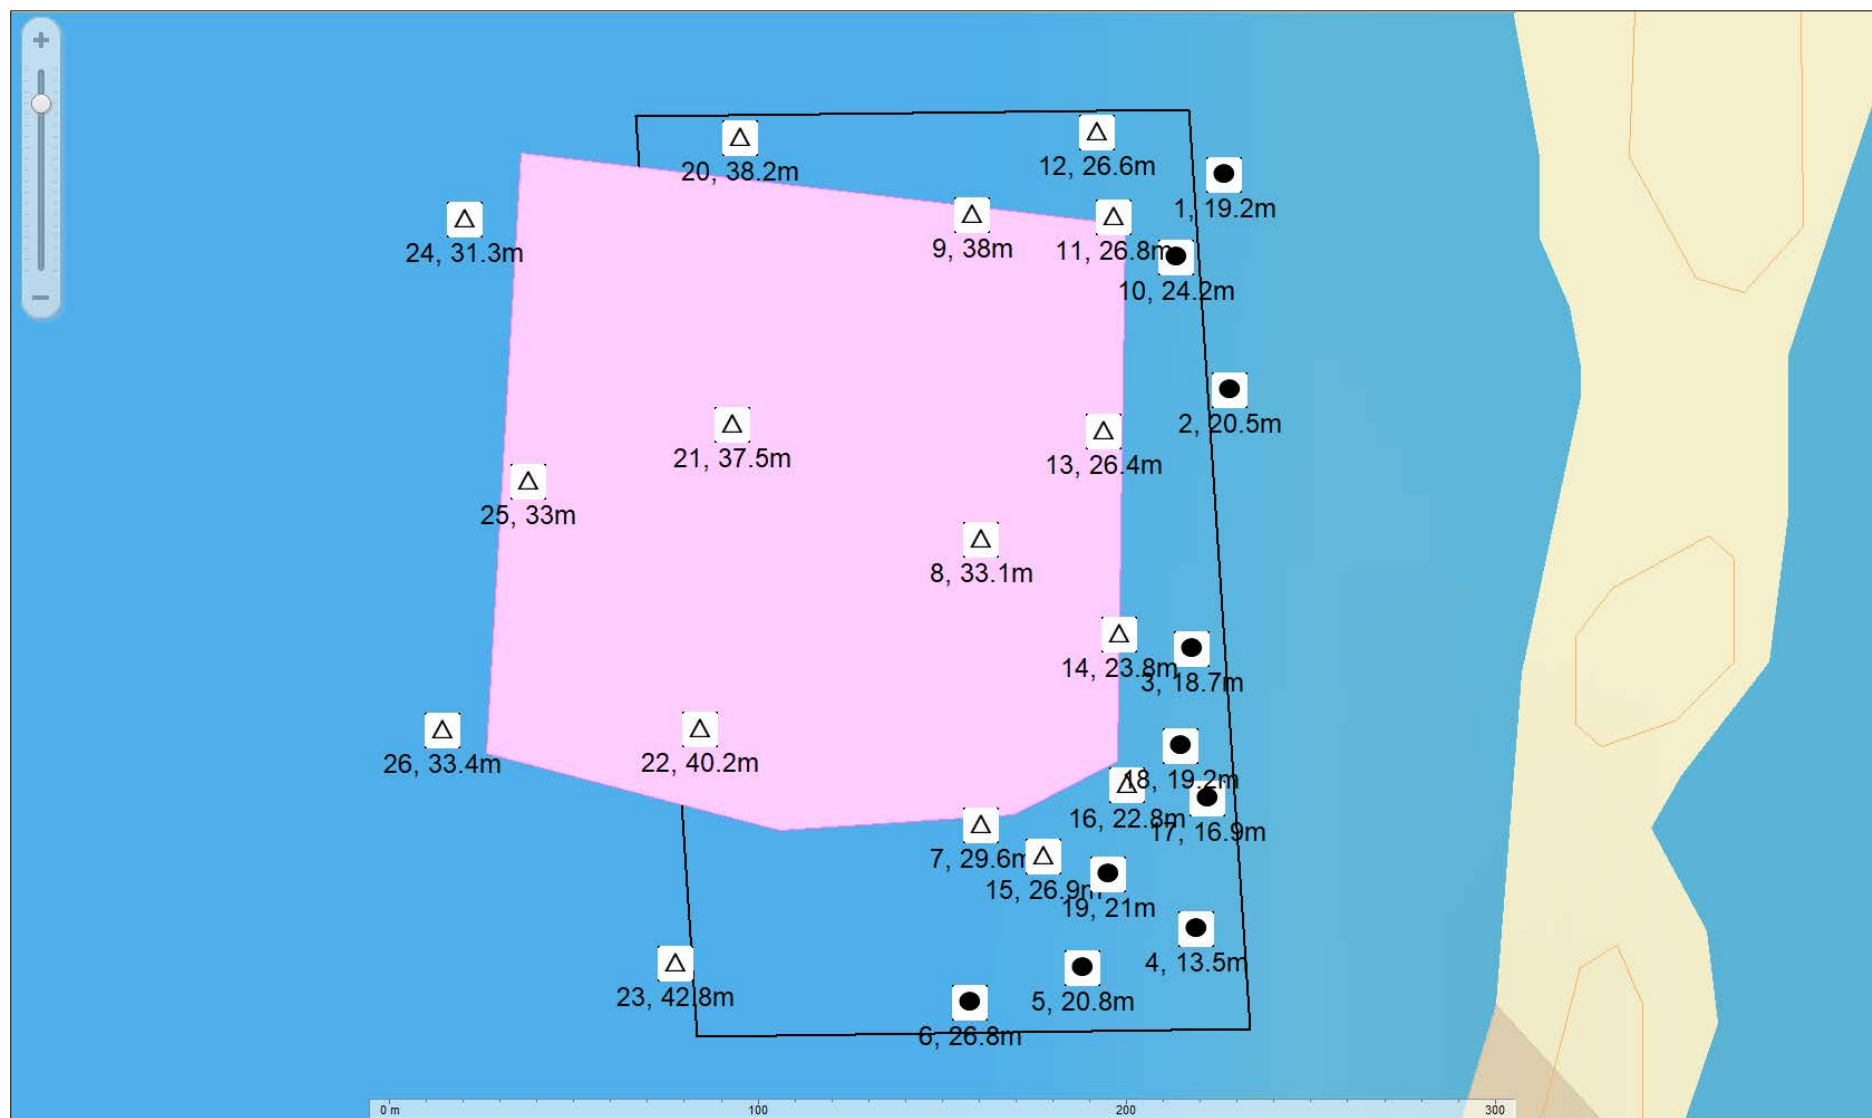 +
20, 38.2m
12, 26.6m
1, 19.2m
24, 31.3m
9, 38m
11, 26.8m
10, 24.2m
−
2, 20.5m
21, 37.5m
13, 26.4m
25, 33m
8, 33.1m
14, 23.8m
3, 18.7m
26, 33.4m
22, 40.2m
18, 19.2m
16, 22.8m
17, 16.9m
7, 29.6m
15, 26.9m
19, 21m
4, 13.5m
23, 42.8m
5, 20.8m
6, 26.8m
0 m 100 200 300